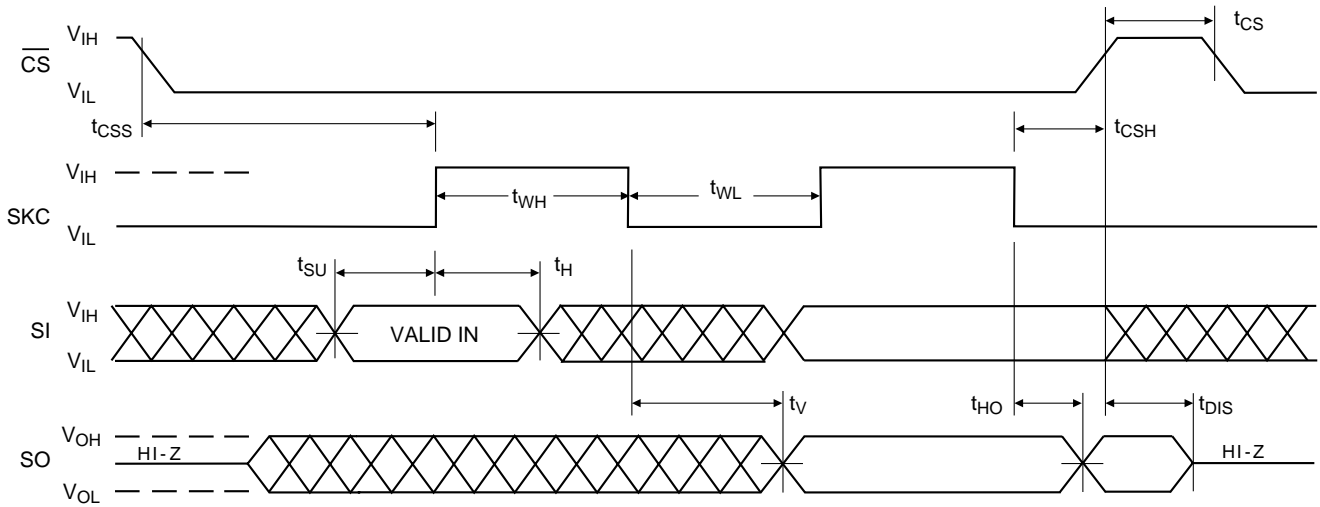 V_IH t_CS
CS
V_IL
t_CSS t_CSH
V_IH
t_WH t_WL
SKC
V_IL
t_SU t_H
V_IH
SI VALID IN
V_IL
t_V t_HO t_DIS
V_OH
SO HI-Z HI-Z
V_OL